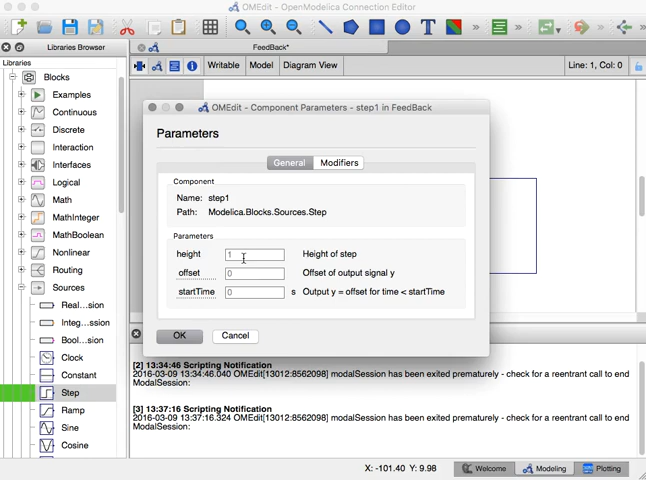 OMEdit - OpenModelica Connection Editor
T
»
»
»
Libraries Browser
FeedBack*
Libraries
Writable
Model
Diagram View
Line: 1, Col: 0
Blocks
Examples
Continuous
Discrete
Interaction
Interfaces
Logical
Math
MathInteger
MathBoolean
Nonlinear
Routing
Sources
Real...sion
Integ...ssion
Bool...sion
Clock
Constant
Step
Ramp
Sine
Cosine
OMEdit - Component Parameters - step1 in FeedBack
Parameters
General
Modifiers
Component
Name: step1
Path: Modelica.Blocks.Sources.Step
Parameters
height 1 Height of step
offset 0 Offset of output signal y
startTime 0 s Output y = offset for time < startTime
OK
Cancel
[2] 13:34:46 Scripting Notification
2016-03-09 13:34:46.040 OMEdit[13012:8562098] modalSession has been exited prematurely - check for a reentrant call to end
ModalSession:
[3] 13:37:16 Scripting Notification
2016-03-09 13:37:16.324 OMEdit[13012:8562098] modalSession has been exited prematurely - check for a reentrant call to end
ModalSession:
X: -101.40 Y: 9.98
Welcome
Modeling
Plotting